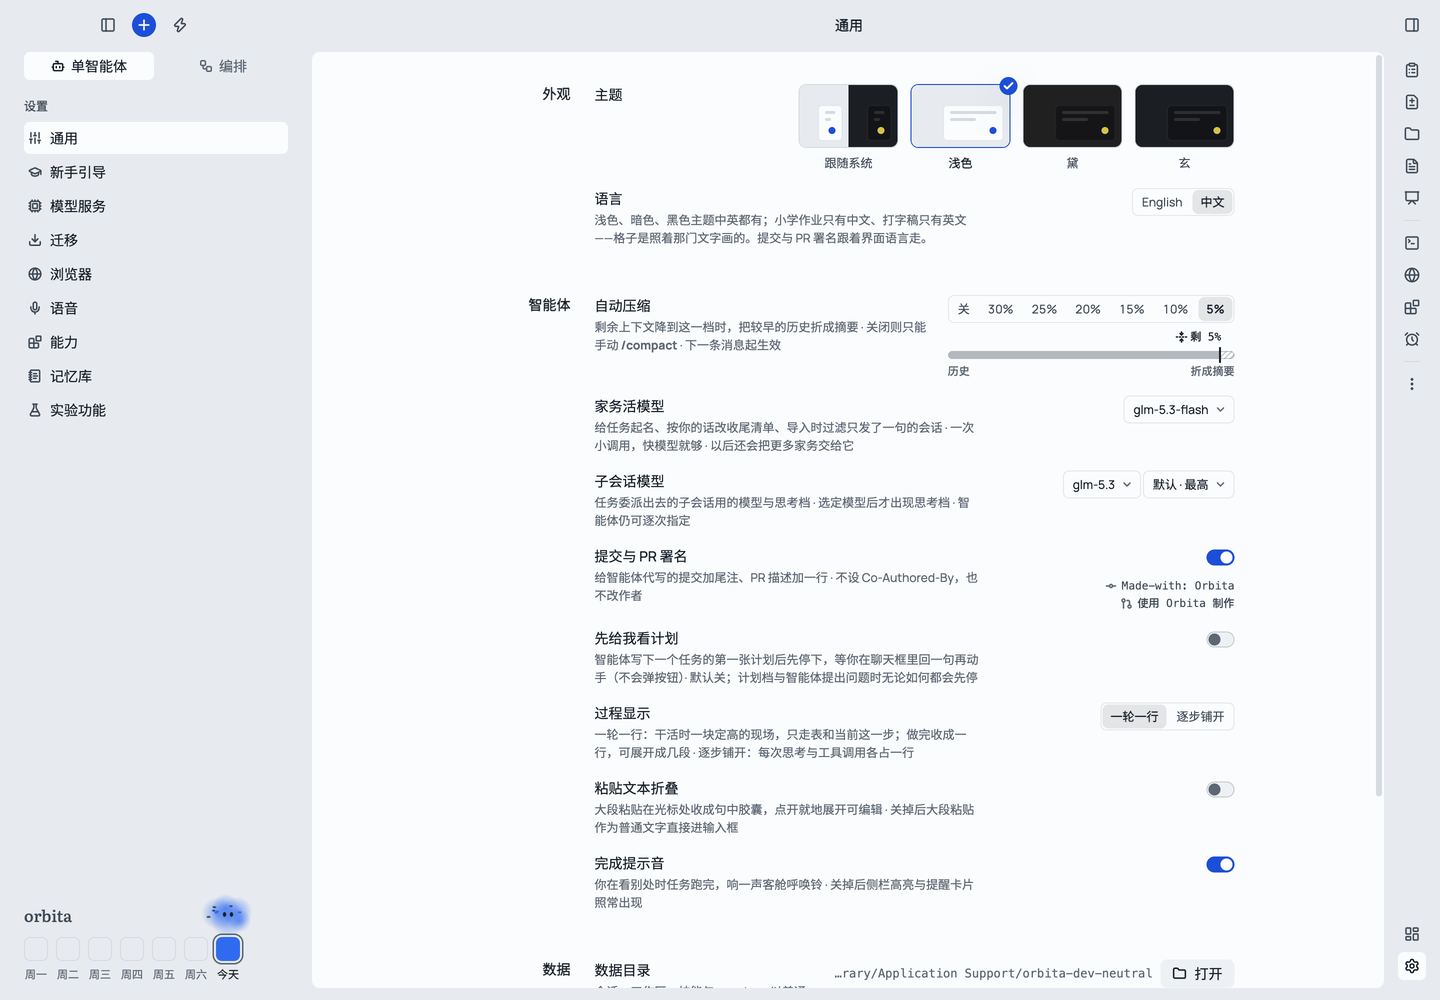 通用
单智能体
编排
设置
通用
新手引导
模型服务
迁移
浏览器
语音
能力
记忆库
实验功能
orbita
周一 周二 周三 周四 周五 周六 今天
外观
主题
跟随系统 浅色 黛 玄
语言
浅色、暗色、黑色主题中英都有；小学作业只有中文、打字稿只有英文
——格子是照着那门文字画的。提交与 PR 署名跟着界面语言走。
English 中文
智能体
自动压缩
剩余上下文降到这一档时，把较早的历史折成摘要 · 关闭则只能
手动 /compact · 下一条消息起生效
关 30% 25% 20% 15% 10% 5%
剩 5%
历史 折成摘要
家务活模型
给任务起名、按你的话改收尾清单、导入时过滤只发了一句的会话 · 一次
小调用，快模型就够 · 以后还会把更多家务交给它
glm-5.3-flash
子会话模型
任务委派出去的子会话用的模型与思考档 · 选定模型后才出现思考档 · 智
能体仍可逐次指定
glm-5.3 默认 · 最高
提交与 PR 署名
给智能体代写的提交加尾注、PR 描述加一行 · 不设 Co-Authored-By，也
不改作者
Made-with: Orbita
使用 Orbita 制作
先给我看计划
智能体写下一个任务的第一张计划后先停下，等你在聊天框里回一句再动
手（不会弹按钮）· 默认关；计划档与智能体提出问题时无论如何都会先停
过程显示
一轮一行：干活时一块定高的现场，只走表和当前这一步；做完收成一
行，可展开成几段 · 逐步铺开：每次思考与工具调用各占一行
一轮一行 逐步铺开
粘贴文本折叠
大段粘贴在光标处收成句中胶囊，点开就地展开可编辑 · 关掉后大段粘贴
作为普通文字直接进输入框
完成提示音
你在看别处时任务跑完，响一声客舱呼唤铃 · 关掉后侧栏高亮与提醒卡片
照常出现
数据
数据目录
…rary/Application Support/orbita-dev-neutral
打开